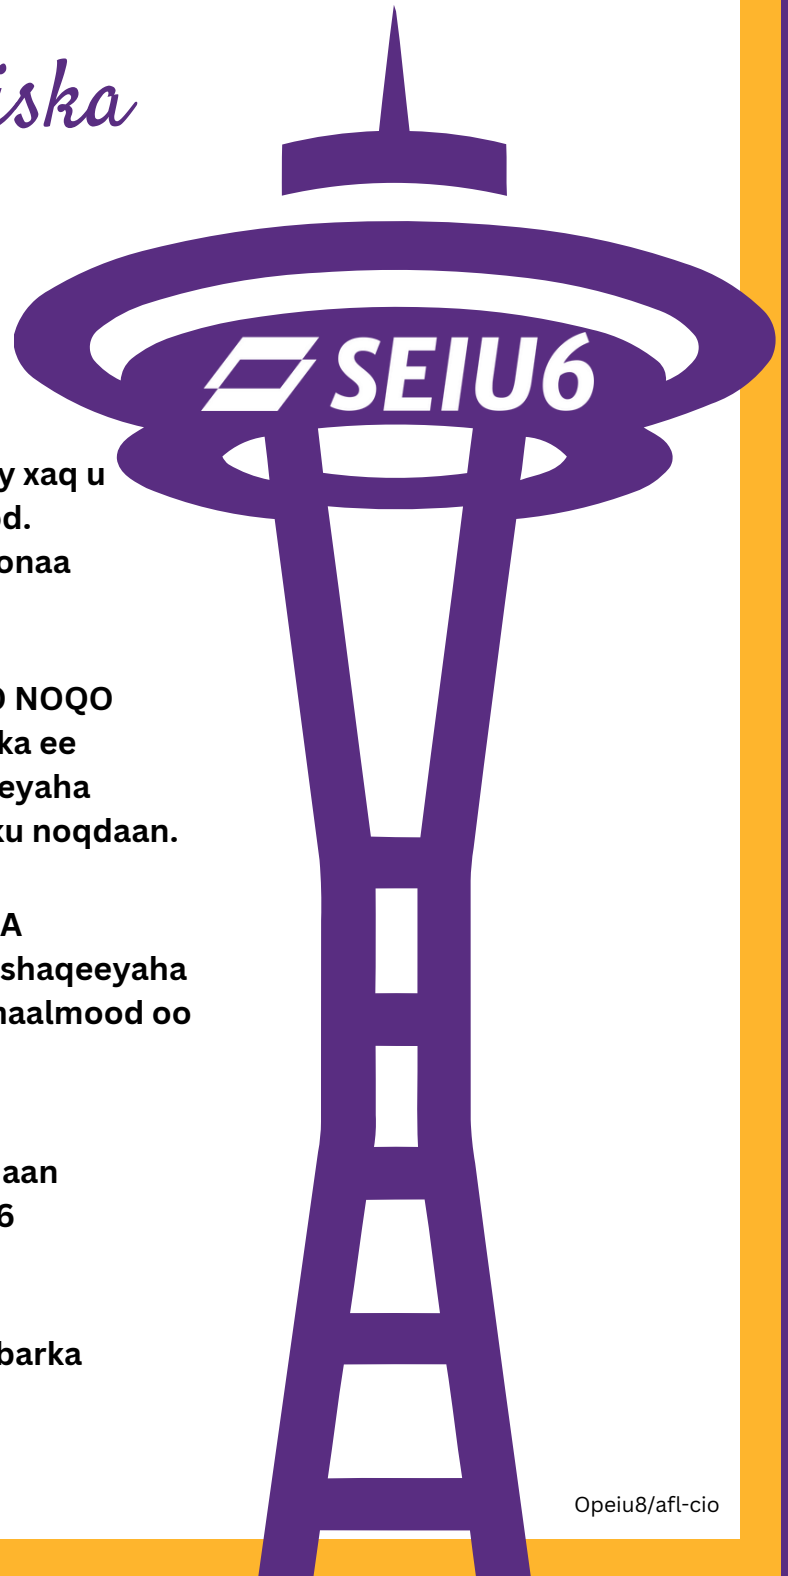 iska
SEIU6
y xaq u
od.
onaa
O NOQO
ka ee
eyaha
ku noqdaan.
A
shaqeeyaha
naalmood oo
aan
6
barka
Opeiu8/afl-cio